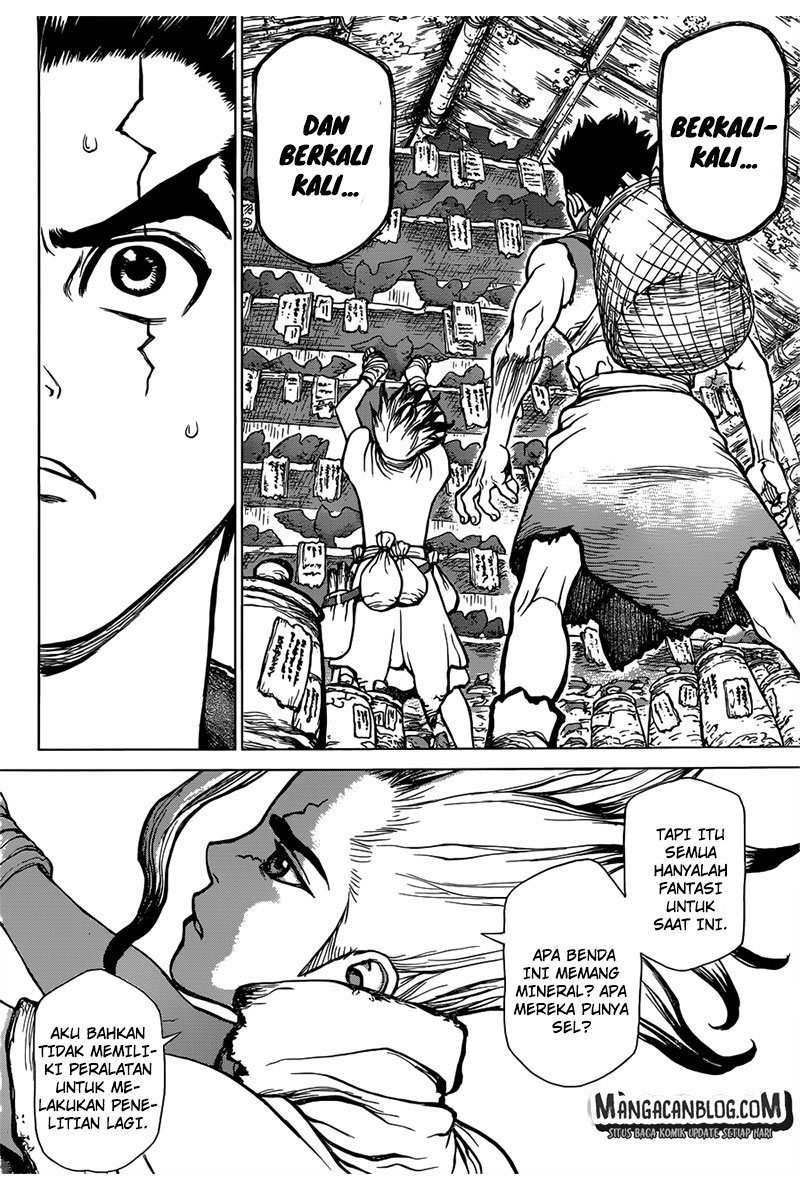 BERKALI-
KALI...
DAN
BERKALI
KALI...
TAPI ITU
SEMUA
HANYALAH
FANTASI
UNTUK
SAAT INI.
APA BENDA
INI MEMANG
MINERAL? APA
MEREKA PUNYA
SEL?
AKU BAHKAN
TIDAK MEMILI-
KI PERALATAN
UNTUK ME-
LAKUKAN PENE-
LITIAN LAGI.
MANGACANBLOG.COM
SITUS BACA KOMIK UPDATE SETIAP HARI